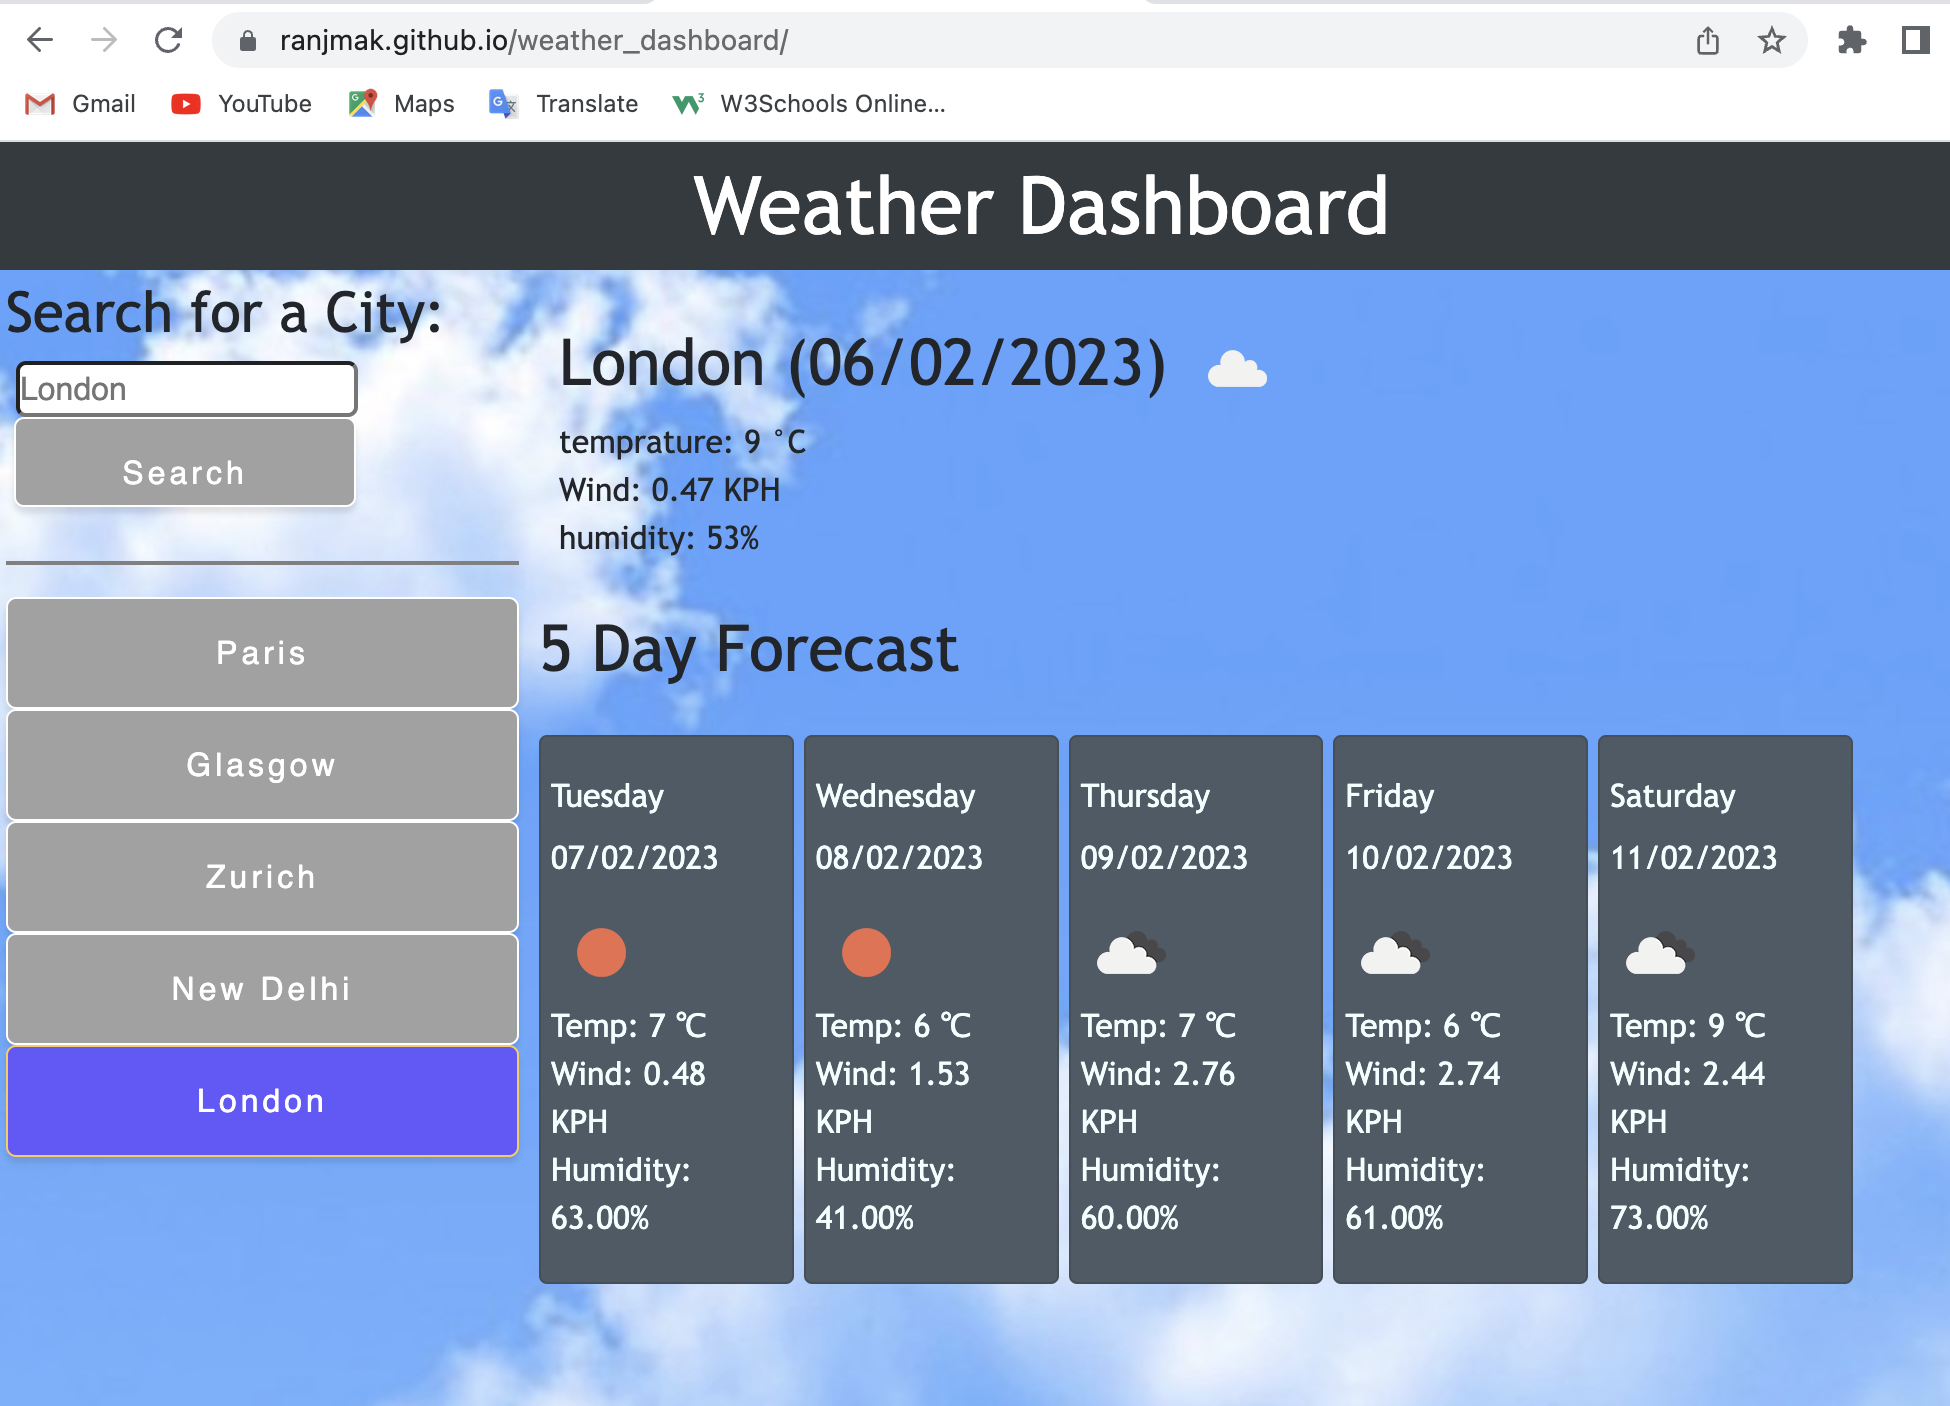 ranjmak.github.io/weather_dashboard/
Gmail YouTube Maps Translate W3Schools Online...
Weather Dashboard
Search for a City:
London
Search
Paris
Glasgow
Zurich
New Delhi
London
London (06/02/2023)
temprature: 9 °C
Wind: 0.47 KPH
humidity: 53%
5 Day Forecast
Tuesday
07/02/2023
Temp: 7 ℃
Wind: 0.48
KPH
Humidity:
63.00%
Wednesday
08/02/2023
Temp: 6 ℃
Wind: 1.53
KPH
Humidity:
41.00%
Thursday
09/02/2023
Temp: 7 ℃
Wind: 2.76
KPH
Humidity:
60.00%
Friday
10/02/2023
Temp: 6 ℃
Wind: 2.74
KPH
Humidity:
61.00%
Saturday
11/02/2023
Temp: 9 ℃
Wind: 2.44
KPH
Humidity:
73.00%